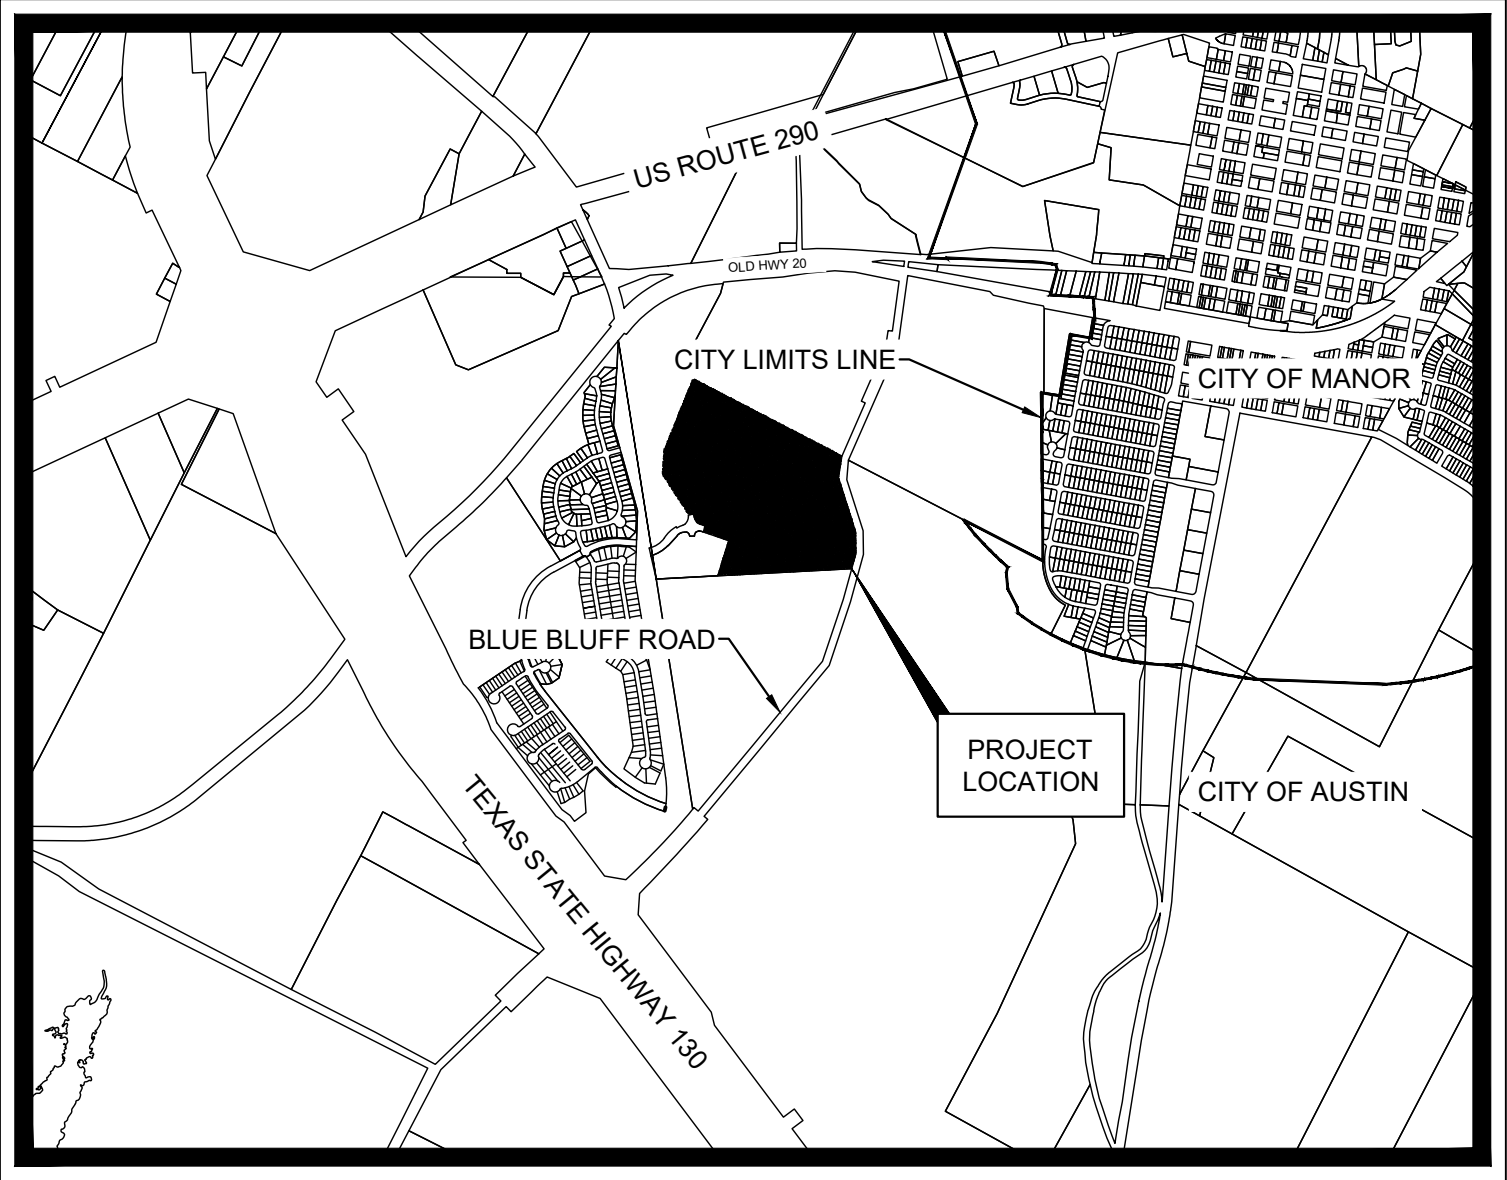 US ROUTE 290
OLD HWY 20
CITY LIMITS LINE
CITY OF MANOR
BLUE BLUFF ROAD
PROJECT
LOCATION
CITY OF AUSTIN
TEXAS STATE HIGHWAY 130